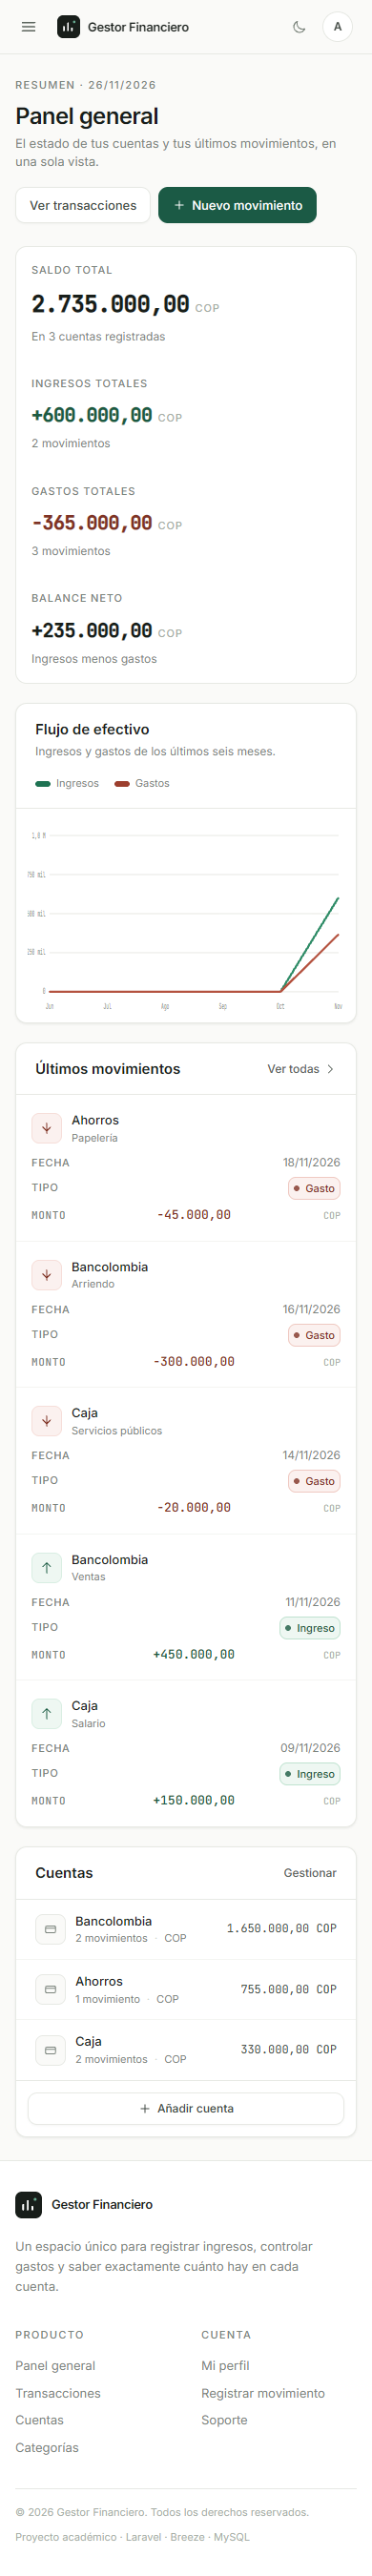 Gestor Financiero
A
RESUMEN · 26/11/2026
Panel general
El estado de tus cuentas y tus últimos movimientos, en
una sola vista.
Ver transacciones
+ Nuevo movimiento
SALDO TOTAL
2.735.000,00 COP
En 3 cuentas registradas
INGRESOS TOTALES
+600.000,00 COP
2 movimientos
GASTOS TOTALES
-365.000,00 COP
3 movimientos
BALANCE NETO
+235.000,00 COP
Ingresos menos gastos
Flujo de efectivo
Ingresos y gastos de los últimos seis meses.
Ingresos Gastos
1,0 M
750 mil
500 mil
250 mil
0
Jun Jul Ago Sep Oct Nov
Últimos movimientos
Ver todas
Ahorros
Papelería
FECHA 18/11/2026
TIPO Gasto
MONTO -45.000,00 COP
Bancolombia
Arriendo
FECHA 16/11/2026
TIPO Gasto
MONTO -300.000,00 COP
Caja
Servicios públicos
FECHA 14/11/2026
TIPO Gasto
MONTO -20.000,00 COP
Bancolombia
Ventas
FECHA 11/11/2026
TIPO Ingreso
MONTO +450.000,00 COP
Caja
Salario
FECHA 09/11/2026
TIPO Ingreso
MONTO +150.000,00 COP
Cuentas
Gestionar
Bancolombia
2 movimientos · COP
1.650.000,00 COP
Ahorros
1 movimiento · COP
755.000,00 COP
Caja
2 movimientos · COP
330.000,00 COP
+ Añadir cuenta
Gestor Financiero
Un espacio único para registrar ingresos, controlar
gastos y saber exactamente cuánto hay en cada
cuenta.
PRODUCTO
Panel general
Transacciones
Cuentas
Categorías
CUENTA
Mi perfil
Registrar movimiento
Soporte
© 2026 Gestor Financiero. Todos los derechos reservados.
Proyecto académico · Laravel · Breeze · MySQL